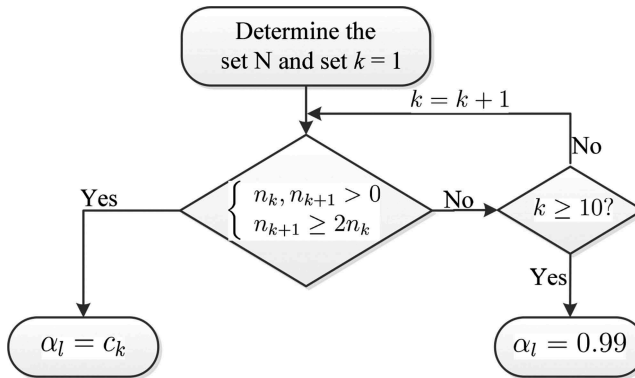 Determine the
set N and set k = 1
k = k + 1
No
Yes
n_k, n_{k+1} > 0
n_{k+1} ≥ 2n_k
No
k ≥ 10?
Yes
α_l = c_k
α_l = 0.99